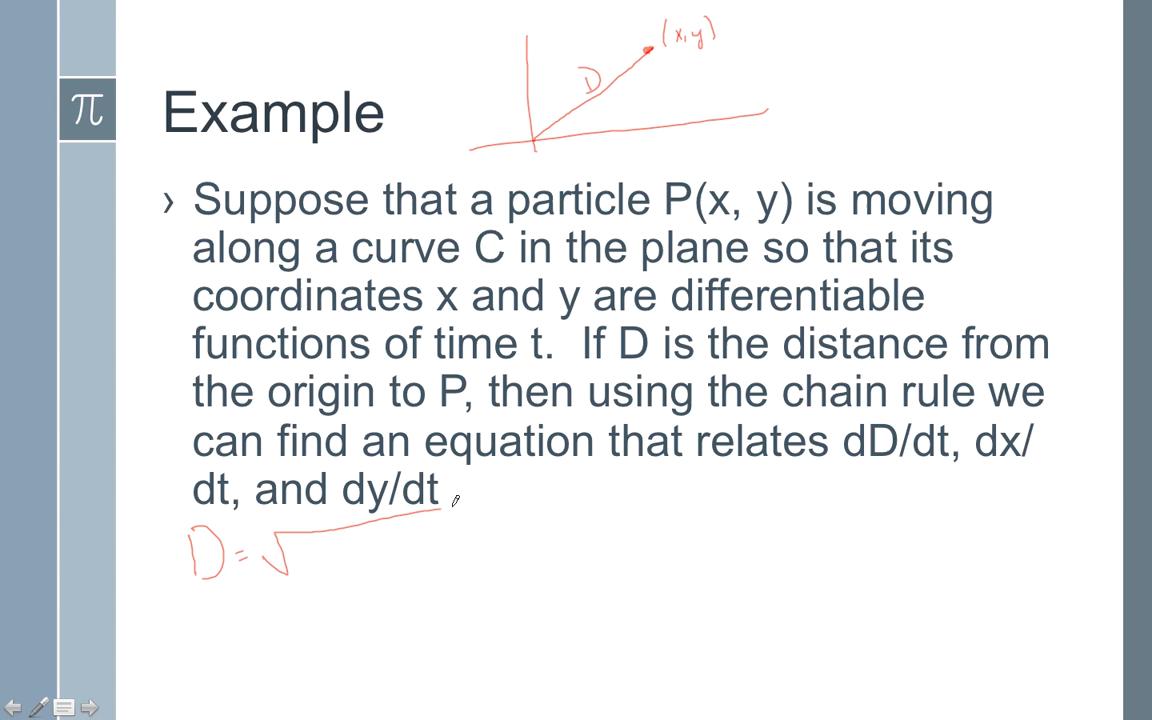 (x,y)
D
π
Example
› Suppose that a particle P(x, y) is moving
along a curve C in the plane so that its
coordinates x and y are differentiable
functions of time t.  If D is the distance from
the origin to P, then using the chain rule we
can find an equation that relates dD/dt, dx/
dt, and dy/dt
D=√